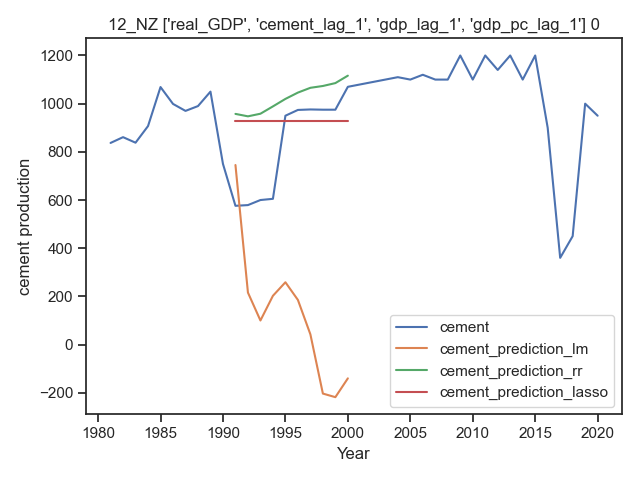 12_NZ ['real_GDP', 'cement_lag_1', 'gdp_lag_1', 'gdp_pc_lag_1'] 0
1200
1000
800
600
400
200
0
−200
cement production
1980
1985
1990
1995
2000
2005
2010
2015
2020
Year
cement
cement_prediction_lm
cement_prediction_rr
cement_prediction_lasso